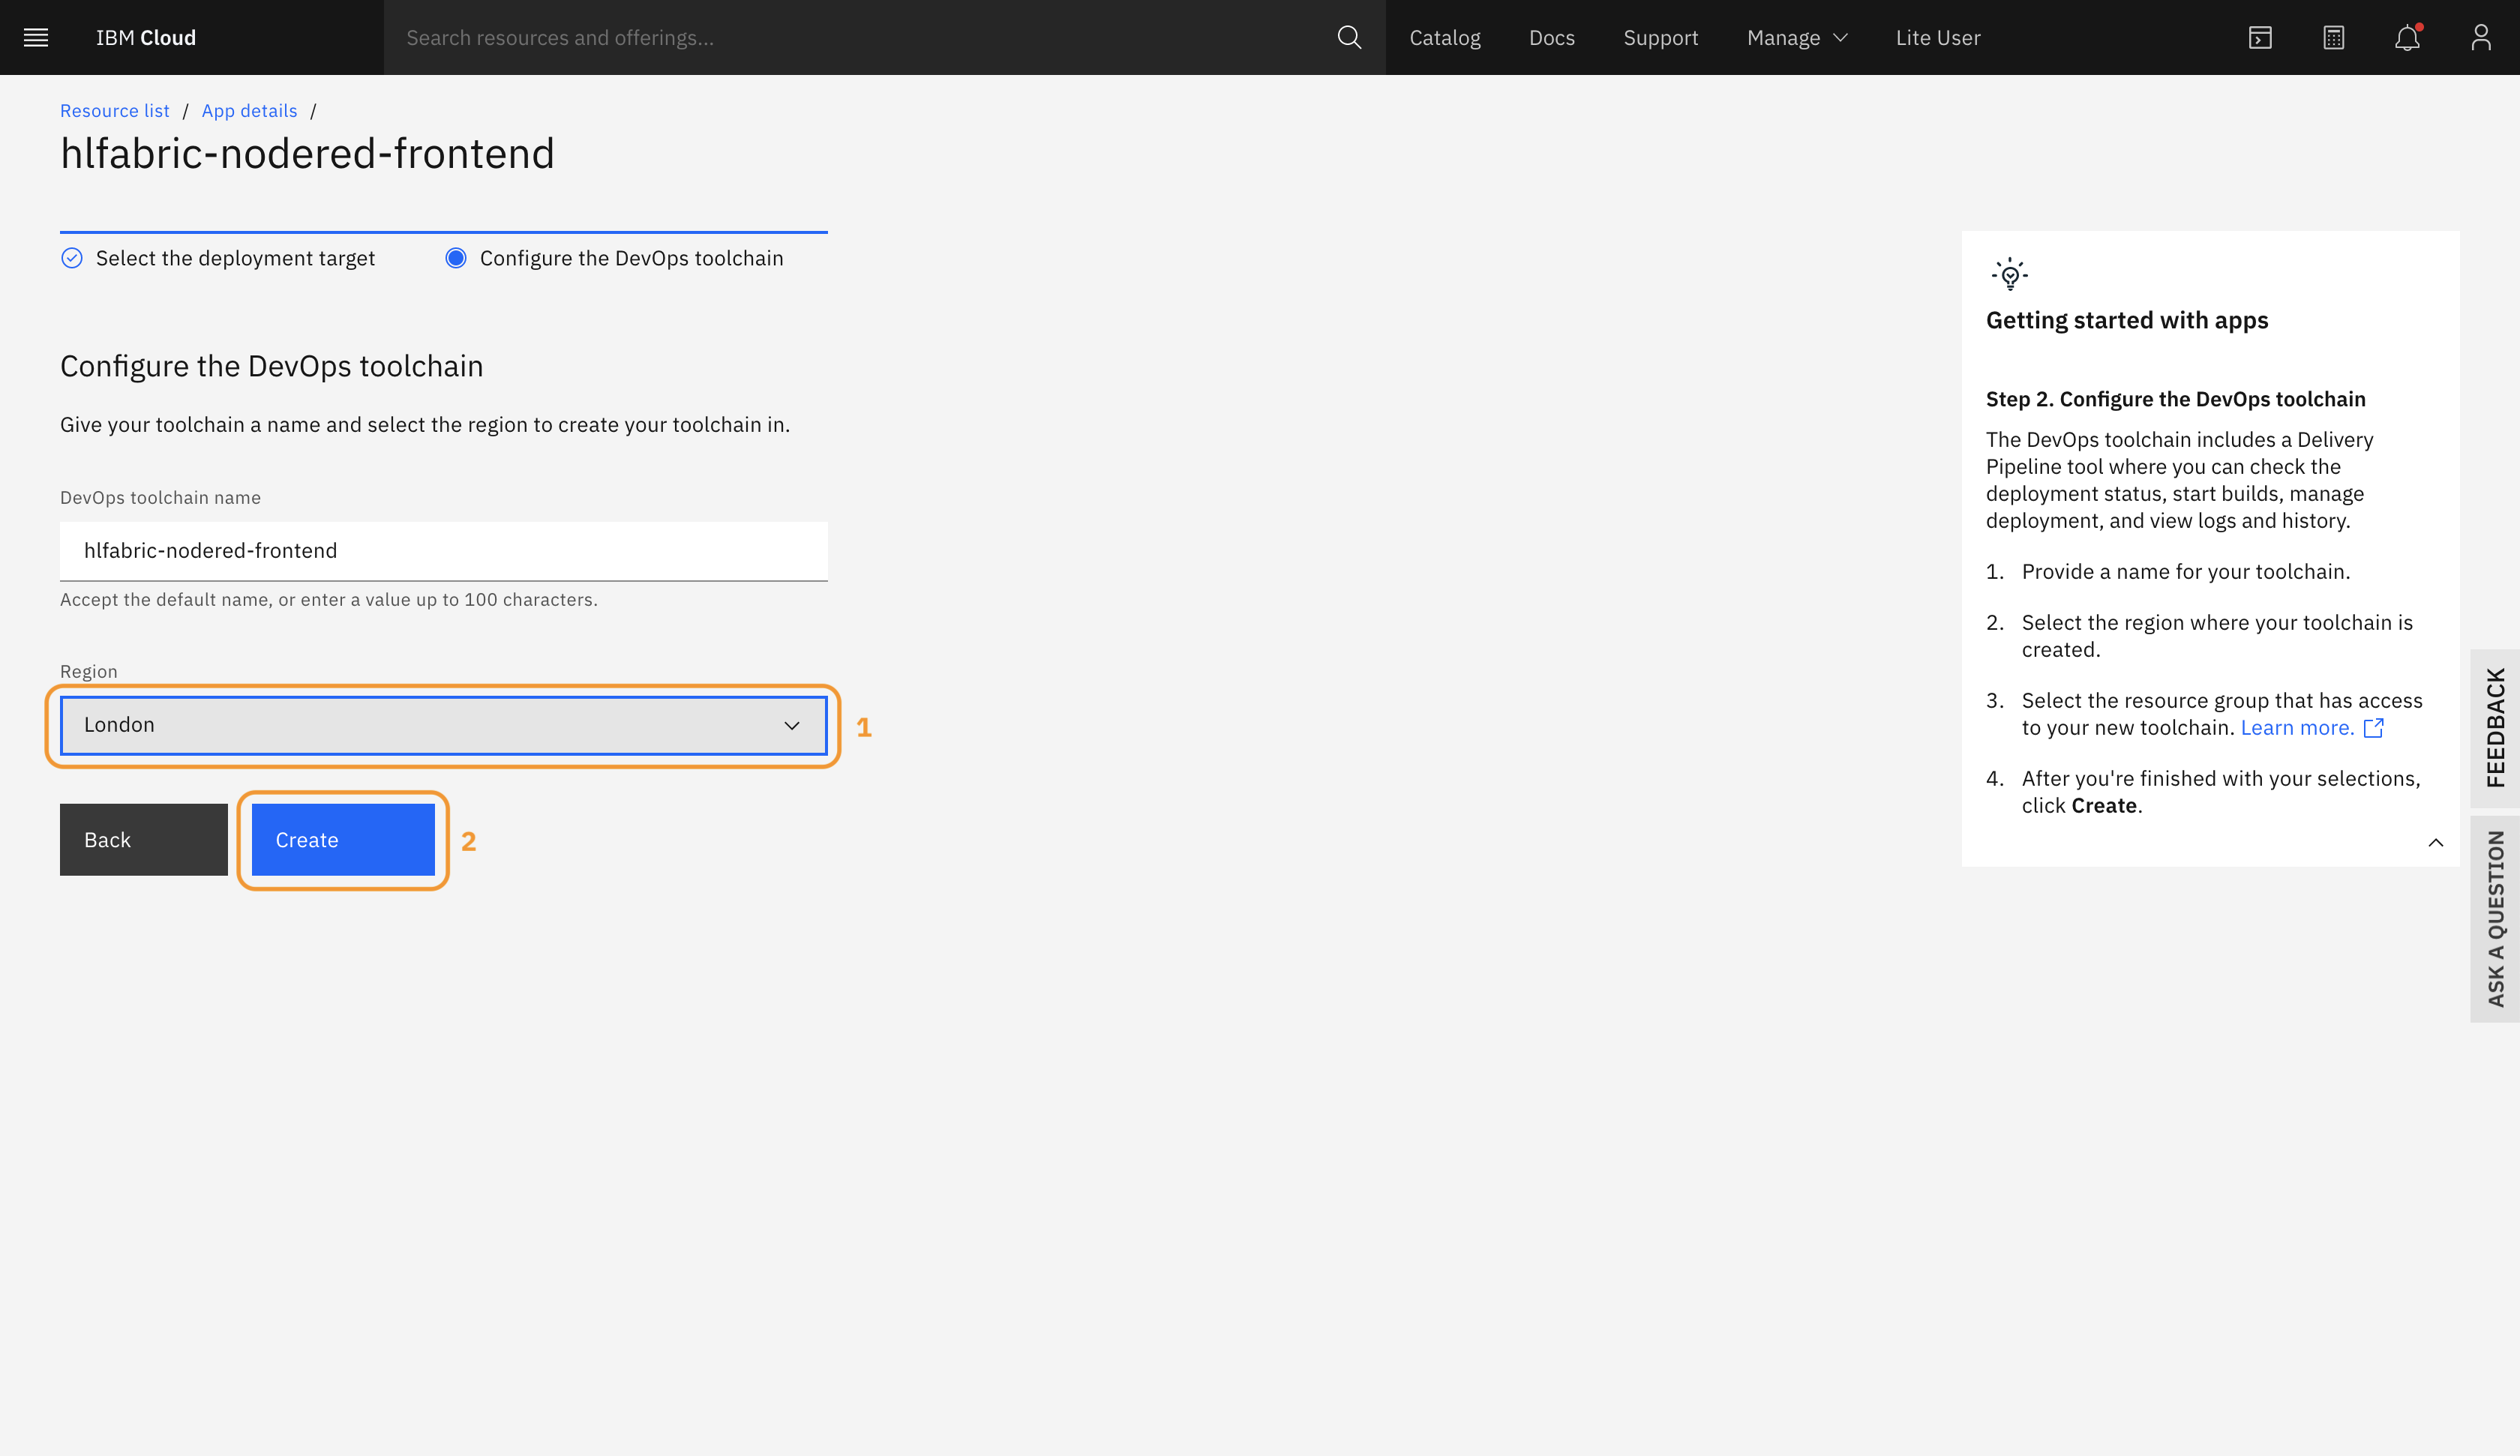 IBM Cloud
Search resources and offerings...
Catalog
Docs
Support
Manage
Lite User
Resource list / App details /
hlfabric-nodered-frontend
Select the deployment target
Configure the DevOps toolchain
Configure the DevOps toolchain
Give your toolchain a name and select the region to create your toolchain in.
DevOps toolchain name
hlfabric-nodered-frontend
Accept the default name, or enter a value up to 100 characters.
Region
London
1
Back
Create
2
Getting started with apps
Step 2. Configure the DevOps toolchain
The DevOps toolchain includes a Delivery
Pipeline tool where you can check the
deployment status, start builds, manage
deployment, and view logs and history.
1. Provide a name for your toolchain.
2. Select the region where your toolchain is
created.
3. Select the resource group that has access
to your new toolchain. Learn more.
4. After you're finished with your selections,
click Create.
FEEDBACK
ASK A QUESTION